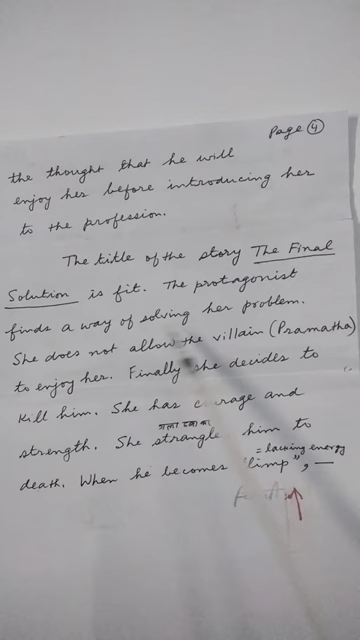 Page 4
the thought that he will
enjoy her before introducing her
to the profession.
The title of the story The Final
Solution is fit. The protagonist
finds a way of solving her problem.
She does not allow the villain (Pramatha)
to enjoy her. Finally she decides to
kill him. She has courage and
strength. She strangle him to
= lacking energy
death. When he becomes "limp", —